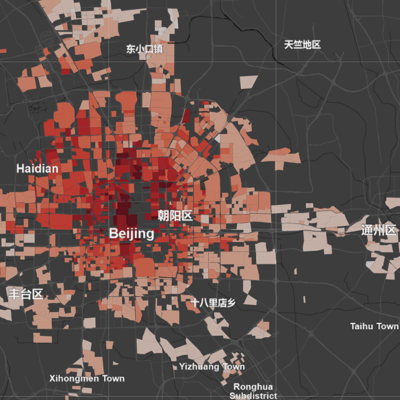 东小口镇
天竺地区
Haidian
朝阳区
Beijing
通州区
丰台区
十八里店乡
Taihu Town
Yizhuang Town
Xihongmen Town
Ronghua
Subdistrict